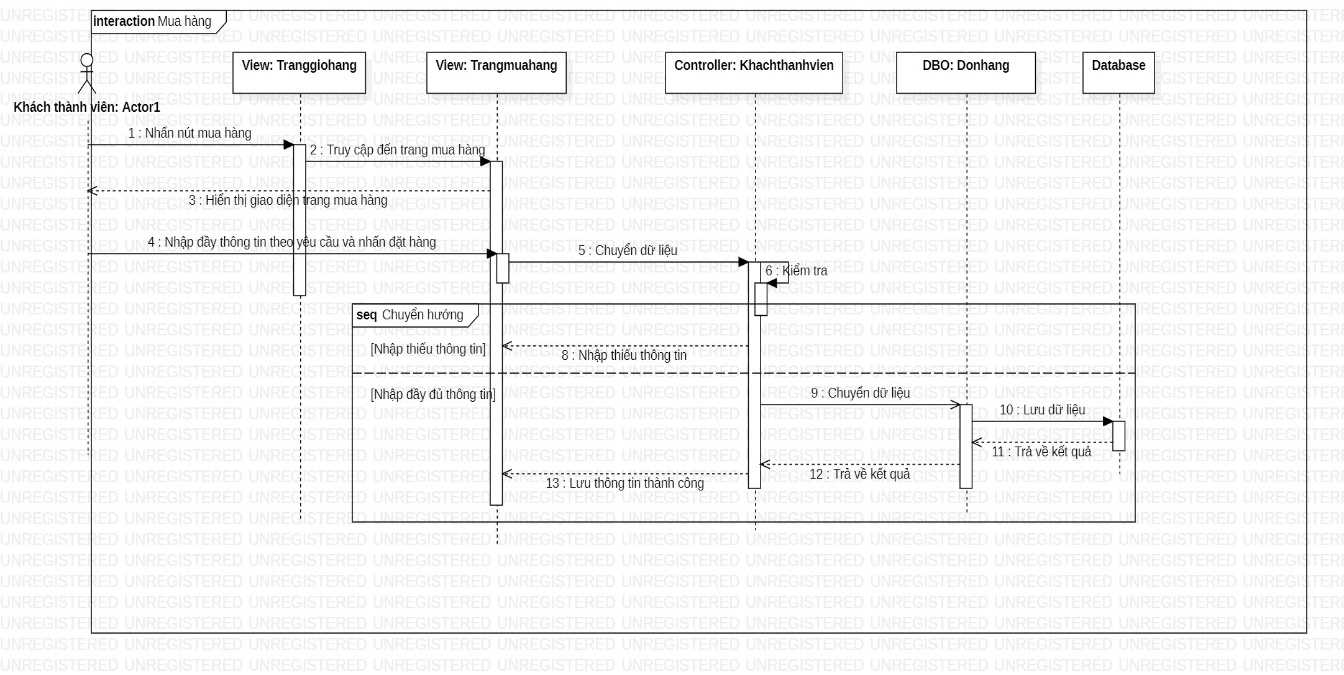 interaction Mua hàng
View: Tranggiohang
View: Trangmuahang
Controller: Khachthanhvien
DBO: Donhang
Database
Khách thành viên: Actor1
1 : Nhấn nút mua hàng
2 : Truy cập đến trang mua hàng
3 : Hiển thị giao diện trang mua hàng
4 : Nhập đầy thông tin theo yêu cầu và nhấn đặt hàng
5 : Chuyển dữ liệu
6 : Kiểm tra
seq Chuyển hướng
[Nhập thiếu thông tin]
8 : Nhập thiếu thông tin
[Nhập đầy đủ thông tin]
9 : Chuyển dữ liệu
10 : Lưu dữ liệu
11 : Trả về kết quả
12 : Trả về kết quả
13 : Lưu thông tin thành công
UNREGISTERED